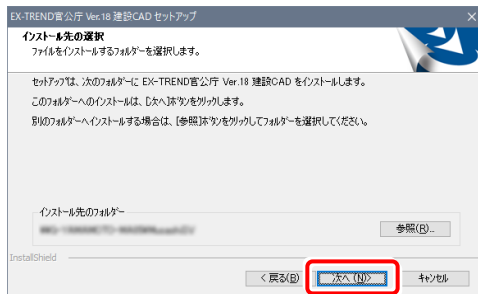 EX-TREND官公庁 Ver.18 建設CAD セットアップ
インストール先の選択
ファイルをインストールするフォルダーを選択します。
セットアップは、次のフォルダーに EX-TREND官公庁 Ver.18 建設CAD をインストールします。
このフォルダーへのインストールは、[次へ]ボタンをクリックします。
別のフォルダーへインストールする場合は、[参照]ボタンをクリックしてフォルダーを選択してください。
インストール先のフォルダー
参照(R)...
InstallShield
< 戻る(B)
次へ (N)>
キャンセル